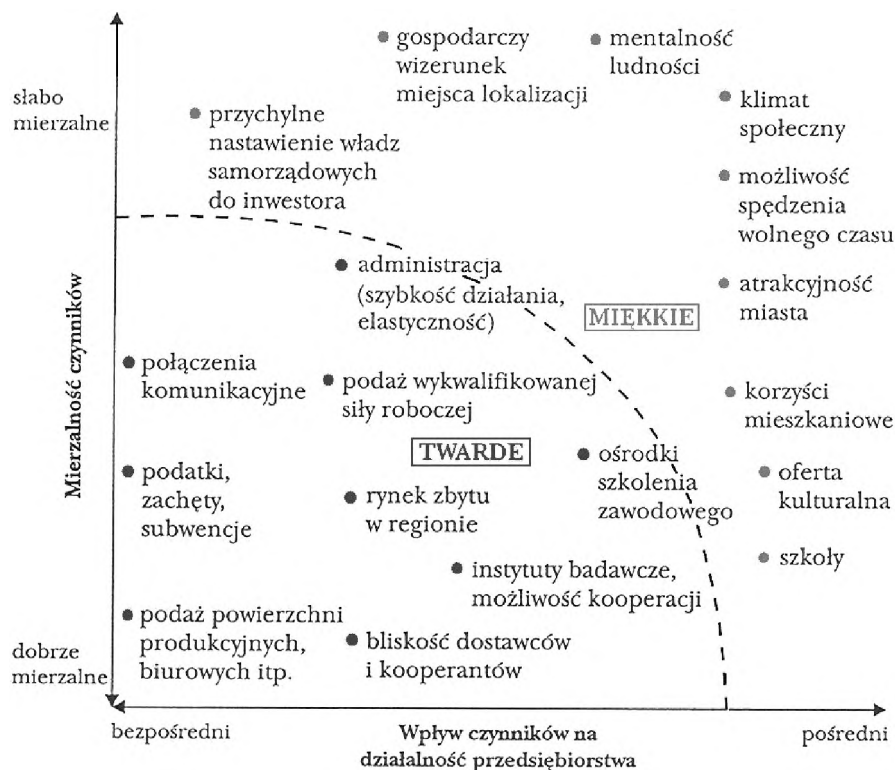 gospodarczy
wizerunek
miejsca lokalizacji
mentalność
ludności
słabo
mierzalne
przychylne
nastawienie władz
samorządowych
do inwestora
klimat
społeczny
możliwość
spędzenia
wolnego czasu
administracja
(szybkość działania,
elastyczność)
MIĘKKIE
atrakcyjność
miasta
Mierzalność czynników
połączenia
komunikacyjne
podaż wykwalifikowanej
siły roboczej
korzyści
mieszkaniowe
TWARDE
podatki,
zachęty,
subwencje
rynek zbytu
w regionie
ośrodki
szkolenia
zawodowego
oferta
kulturalna
instytuty badawcze,
możliwość kooperacji
szkoły
podaż powierzchni
produkcyjnych,
biurowych itp.
bliskość dostawców
i kooperantów
dobrze
mierzalne
bezpośredni
Wpływ czynników na
działalność przedsiębiorstwa
pośredni